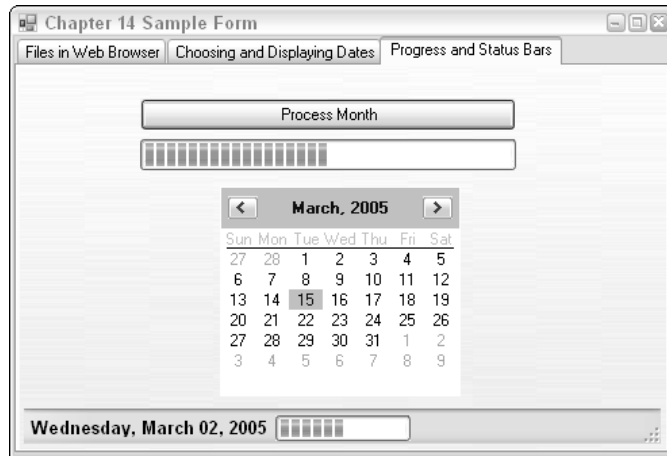 Chapter 14 Sample Form
Files in Web Browser Choosing and Displaying Dates Progress and Status Bars
Process Month
March, 2005
Sun Mon Tue Wed Thu Fri Sat
27 28 1 2 3 4 5
6 7 8 9 10 11 12
13 14 15 16 17 18 19
20 21 22 23 24 25 26
27 28 29 30 31 1 2
3 4 5 6 7 8 9
Wednesday, March 02, 2005